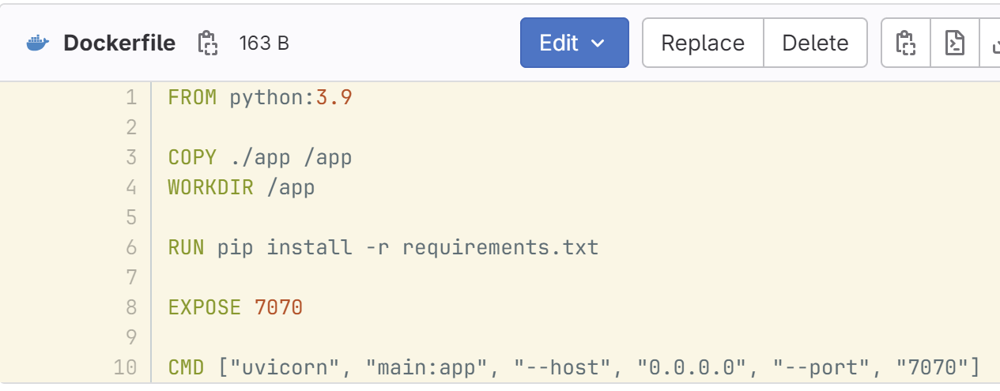 Dockerfile 163 B Edit Replace Delete
1 FROM python:3.9
2
3 COPY ./app /app
4 WORKDIR /app
5
6 RUN pip install -r requirements.txt
7
8 EXPOSE 7070
9
10 CMD ["uvicorn", "main:app", "--host", "0.0.0.0", "--port", "7070"]